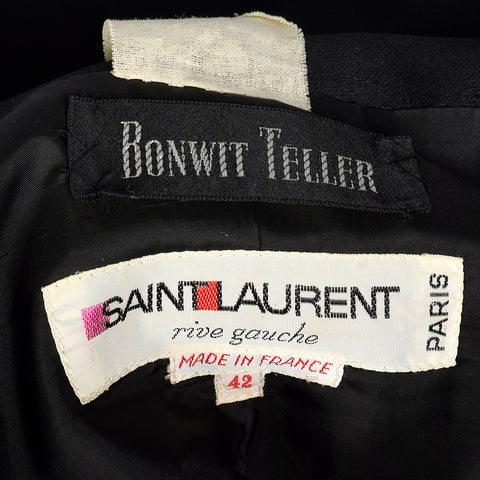 BONWIT TELLER
SAINT LAURENT
rive gauche
PARIS
MADE IN FRANCE
42